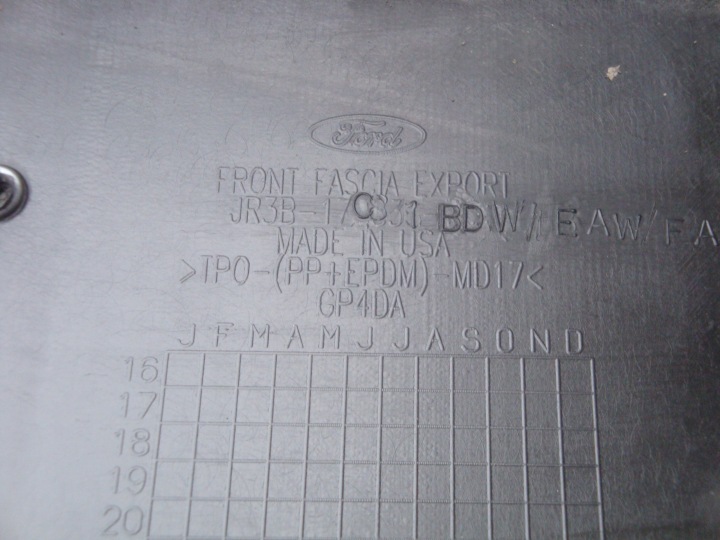 Ford
FRONT FASCIA EXPORT
JR3B-17C831 BDW/EAW/FA
MADE IN USA
>TPO-(PP+EPDM)-MD17<
GP4DA
J F M A M J J A S O N D
16
17
18
19
20